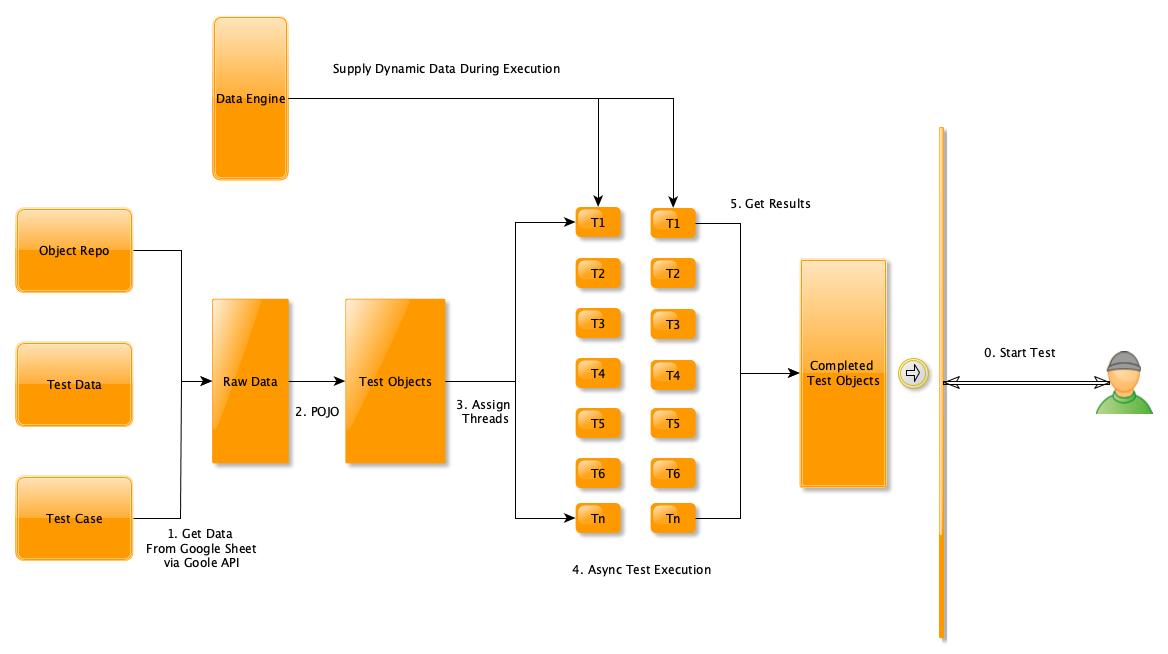 Data Engine
Supply Dynamic Data During Execution
Object Repo
Test Data
Test Case
1. Get Data
From Google Sheet
via Goole API
Raw Data
2. POJO
Test Objects
3. Assign
Threads
T1
T2
T3
T4
T5
T6
Tn
T1
T2
T3
T4
T5
T6
Tn
4. Async Test Execution
5. Get Results
Completed
Test Objects
0. Start Test